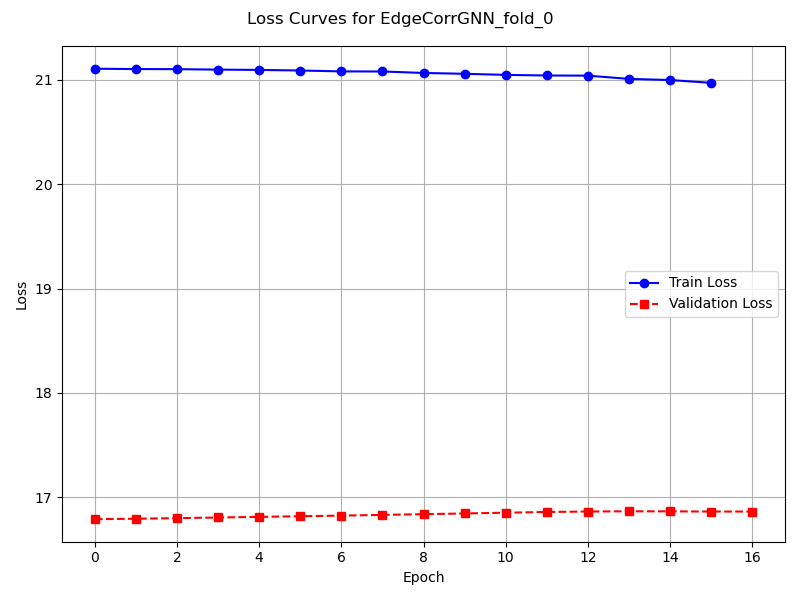 Loss Curves for EdgeCorrGNN_fold_0
21
20
19
18
17
Loss
Train Loss
Validation Loss
0 2 4 6 8 10 12 14 16
Epoch